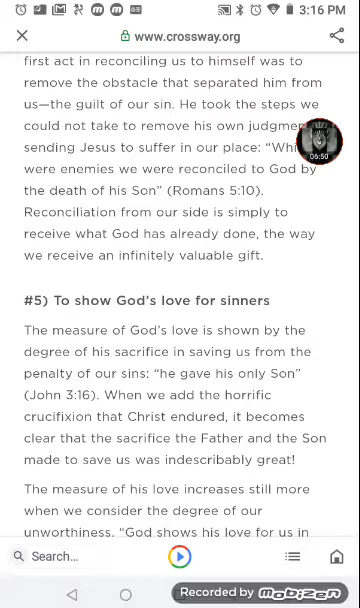 3:16 PM
www.crossway.org
first act in reconciling us to himself was to
remove the obstacle that separated him from
us—the guilt of our sin. He took the steps we
could not take to remove his own judgmen
sending Jesus to suffer in our place: “Whi
06:50
were enemies we were reconciled to God by
the death of his Son” (Romans 5:10).
Reconciliation from our side is simply to
receive what God has already done, the way
we receive an infinitely valuable gift.
#5) To show God’s love for sinners
The measure of God’s love is shown by the
degree of his sacrifice in saving us from the
penalty of our sins: “he gave his only Son”
(John 3:16). When we add the horrific
crucifixion that Christ endured, it becomes
clear that the sacrifice the Father and the Son
made to save us was indescribably great!
The measure of his love increases still more
when we consider the degree of our
unworthiness. “God shows his love for us in
Search...
Recorded by Mobizen